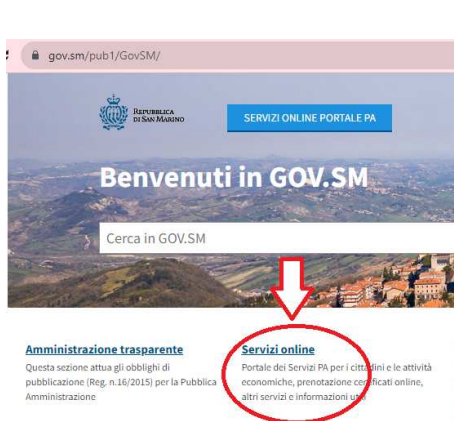 gov.sm/pub1/GovSM/
REPUBBLICA
DI SAN MARINO
SERVIZI ONLINE PORTALE PA
Benvenuti in GOV.SM
Cerca in GOV.SM
Amministrazione trasparente
Questa sezione attua gli obblighi di
pubblicazione (Reg. n.16/2015) per la Pubblica
Amministrazione
Servizi online
Portale dei Servizi PA per i cittadini e le attività
economiche, prenotazione certificati online,
altri servizi e informazioni utili